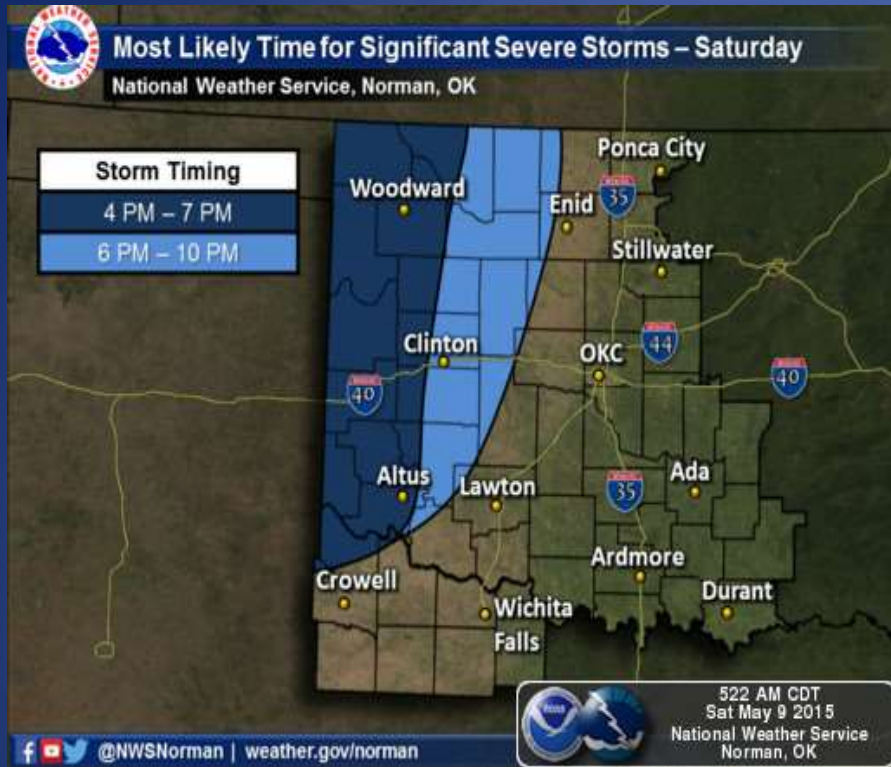 NATIONAL WEATHER SERVICE
Most Likely Time for Significant Severe Storms – Saturday
National Weather Service, Norman, OK
Storm Timing
4 PM – 7 PM
6 PM – 10 PM
Ponca City
Woodward
35
Enid
Stillwater
Clinton
OKC
44
40
40
Altus
Lawton
35
Ada
Ardmore
Crowell
Durant
Wichita
Falls
522 AM CDT
Sat May 9 2015
National Weather Service
Norman, OK
@NWSNorman | weather.gov/norman